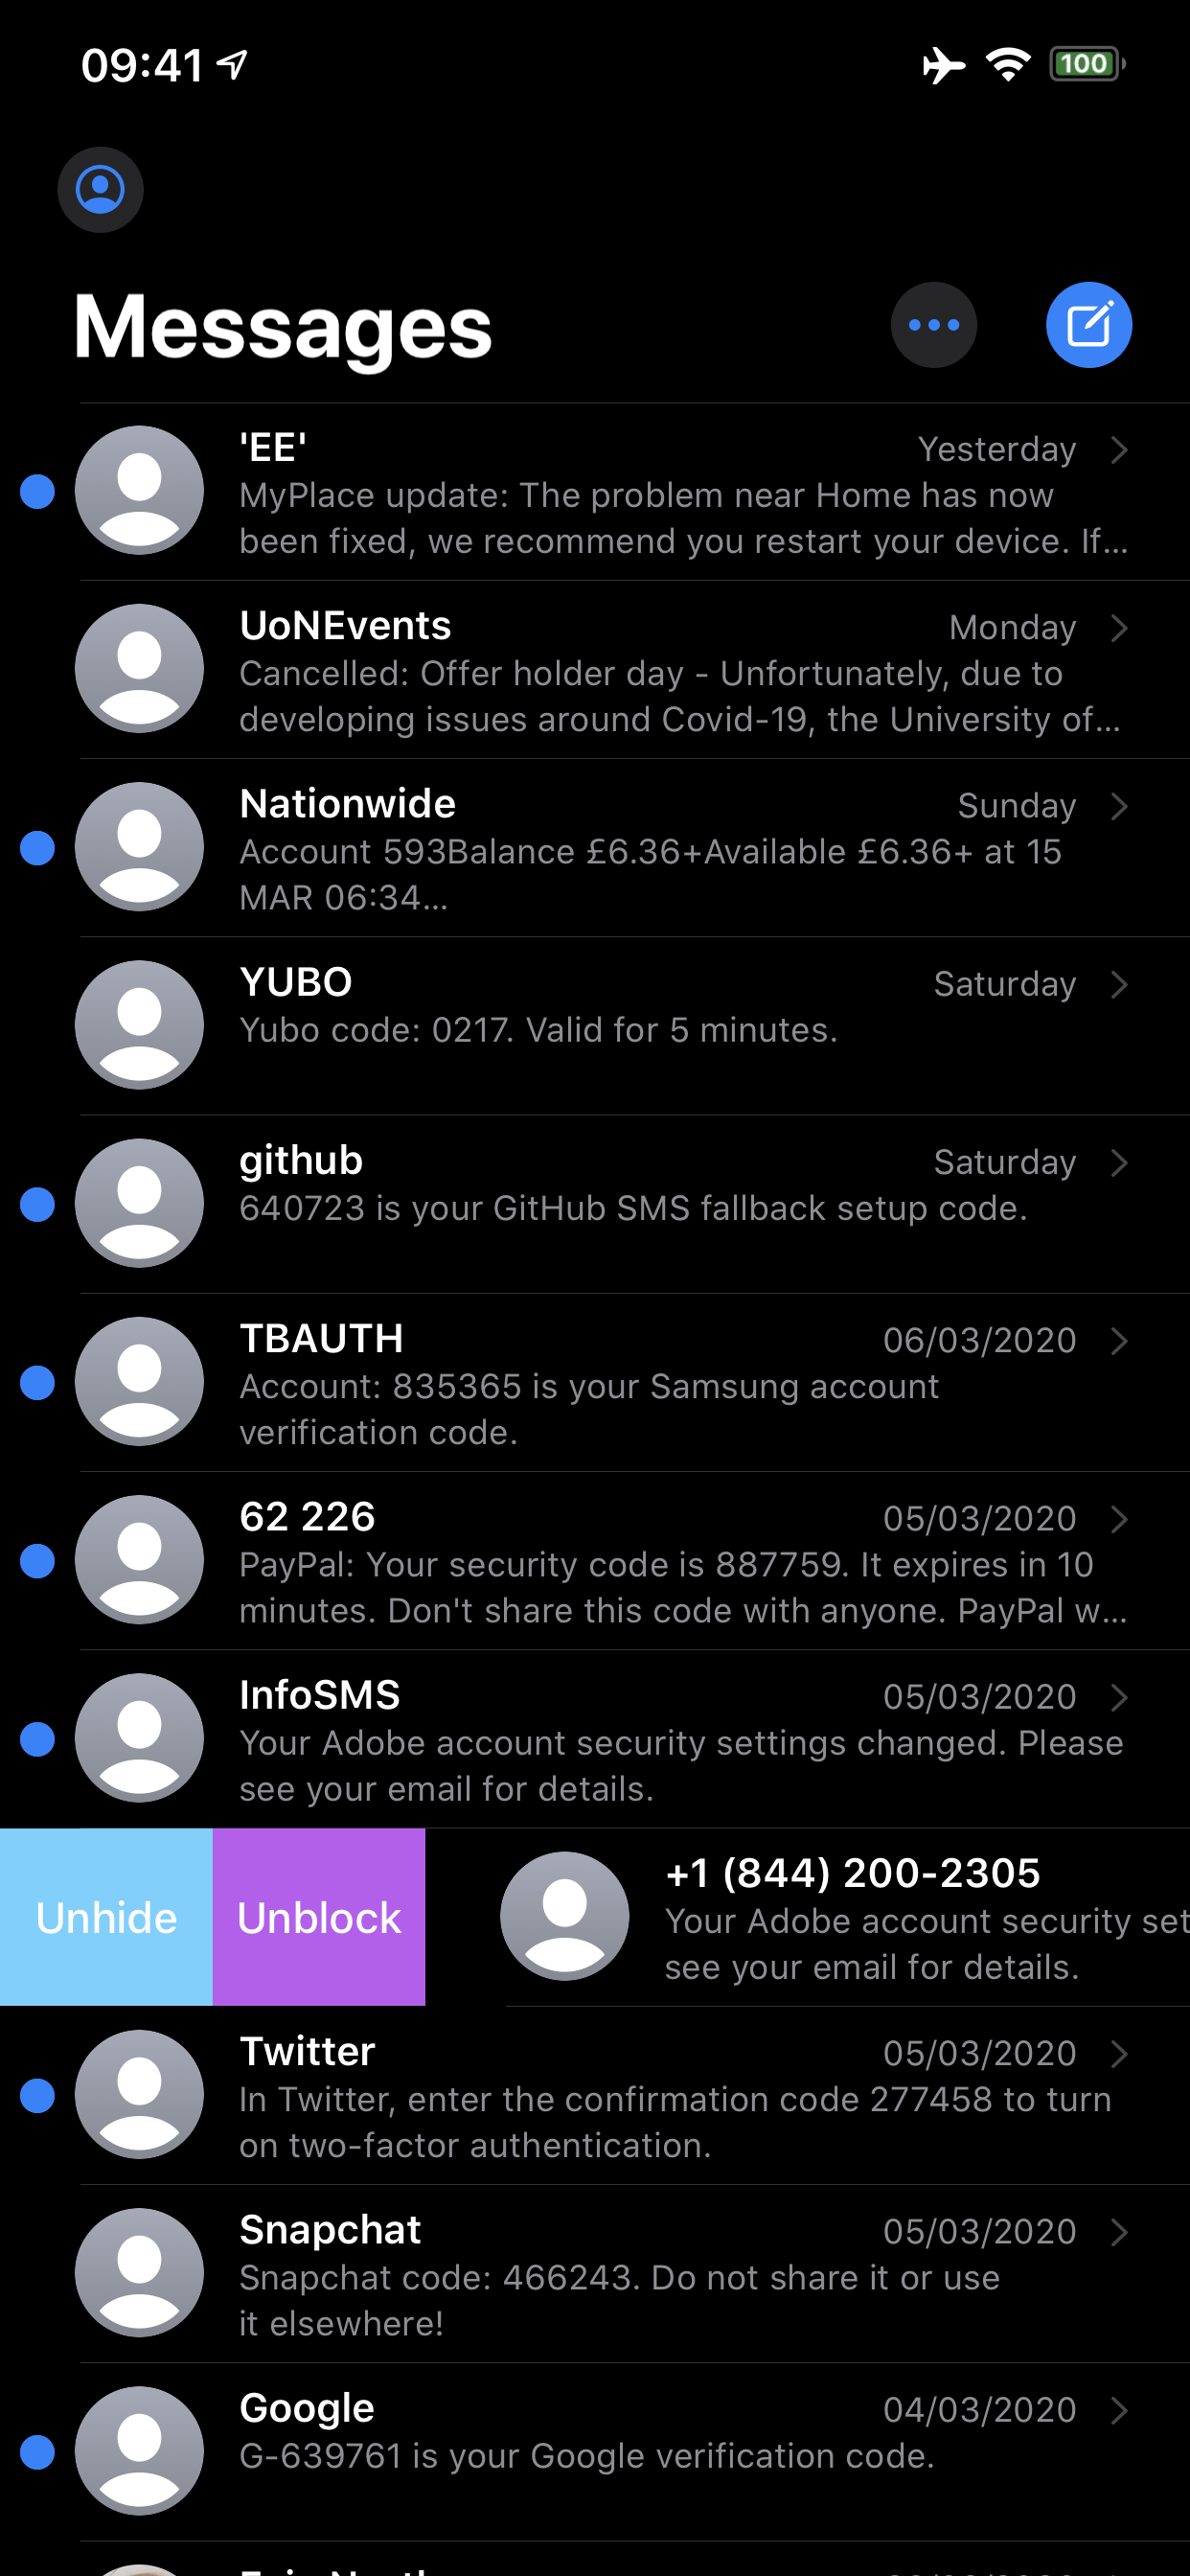 09:41
100
Messages
'EE'
Yesterday
MyPlace update: The problem near Home has now
been fixed, we recommend you restart your device. If...
UoNEvents
Monday
Cancelled: Offer holder day - Unfortunately, due to
developing issues around Covid-19, the University of...
Nationwide
Sunday
Account 593Balance £6.36+Available £6.36+ at 15
MAR 06:34...
YUBO
Saturday
Yubo code: 0217. Valid for 5 minutes.
github
Saturday
640723 is your GitHub SMS fallback setup code.
TBAUTH
06/03/2020
Account: 835365 is your Samsung account
verification code.
62 226
05/03/2020
PayPal: Your security code is 887759. It expires in 10
minutes. Don't share this code with anyone. PayPal w...
InfoSMS
05/03/2020
Your Adobe account security settings changed. Please
see your email for details.
Unhide
Unblock
+1 (844) 200-2305
Your Adobe account security set
see your email for details.
Twitter
05/03/2020
In Twitter, enter the confirmation code 277458 to turn
on two-factor authentication.
Snapchat
05/03/2020
Snapchat code: 466243. Do not share it or use
it elsewhere!
Google
04/03/2020
G-639761 is your Google verification code.